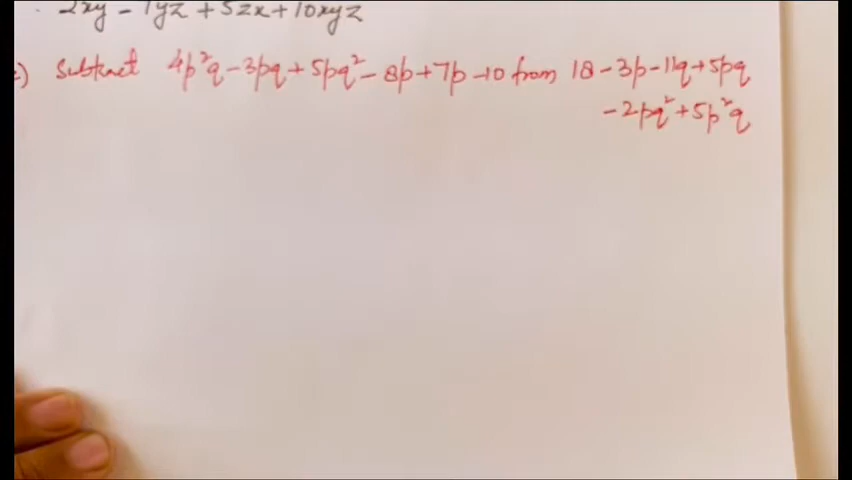 2xy - 7yz + 5zx + 10xyz
c) Subtract 4p²q - 3pq + 5pq² - 8p + 7p - 10 from 18 - 3p - 11q + 5pq
- 2pq² + 5p²q